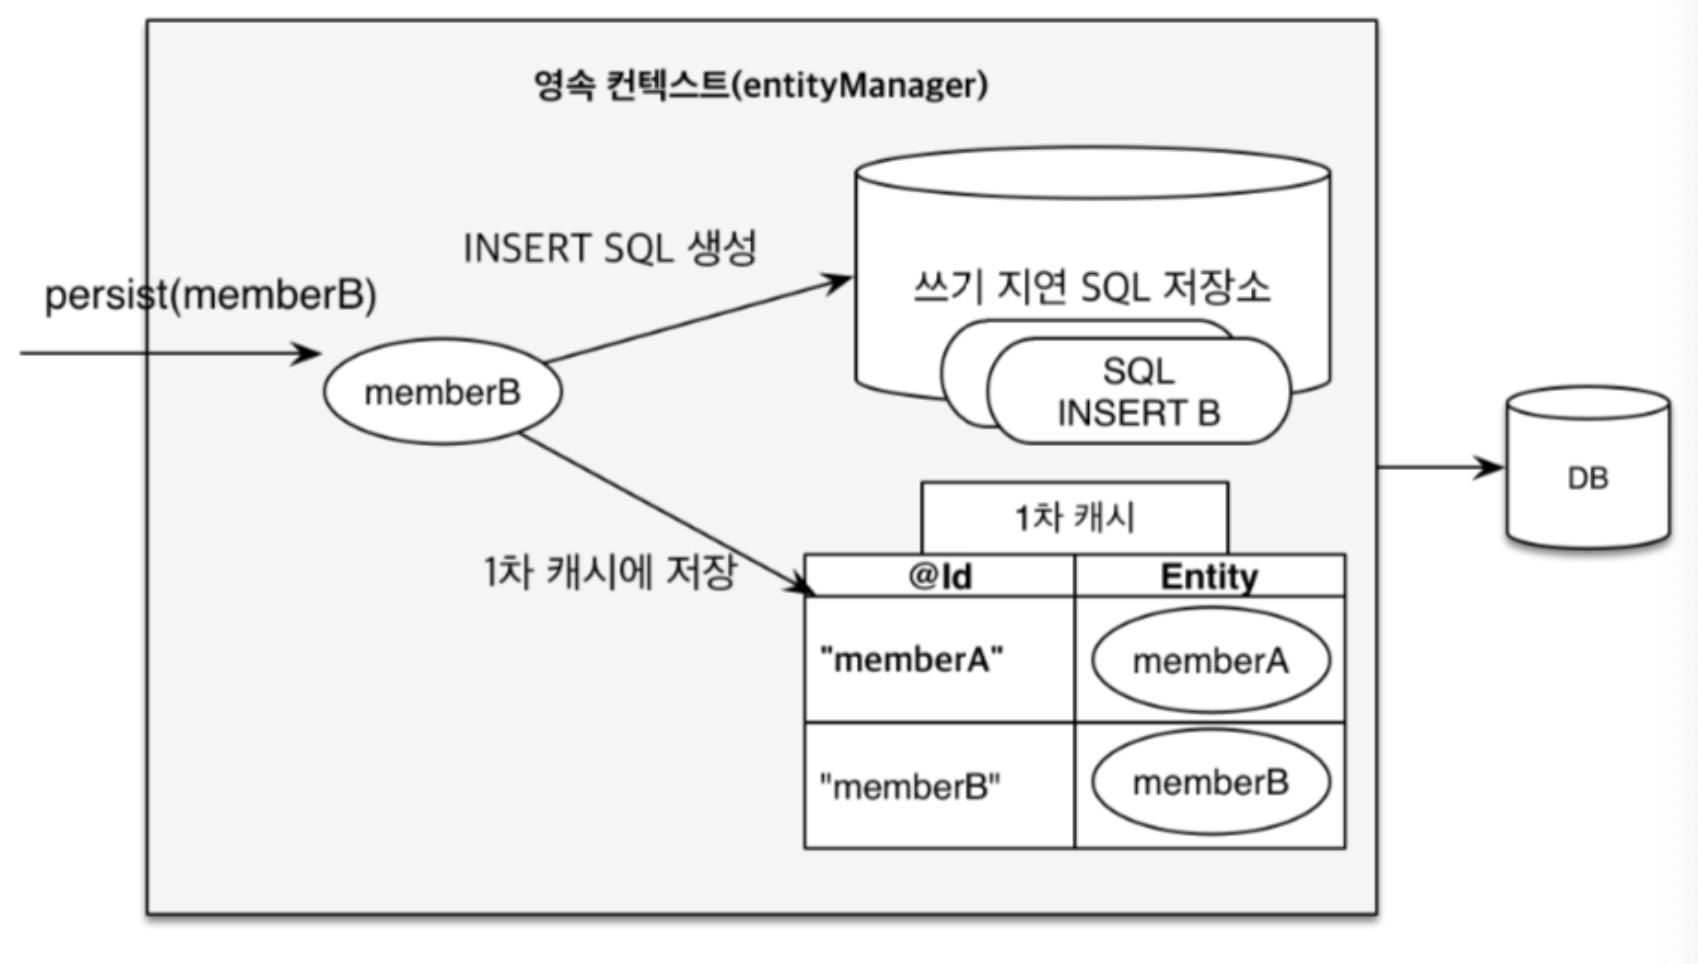 영속 컨텍스트(entityManager)
INSERT SQL 생성
persist(memberB)
쓰기 지연 SQL 저장소
memberB
SQL
INSERT B
DB
1차 캐시
1차 캐시에 저장
@Id Entity
"memberA" memberA
"memberB" memberB